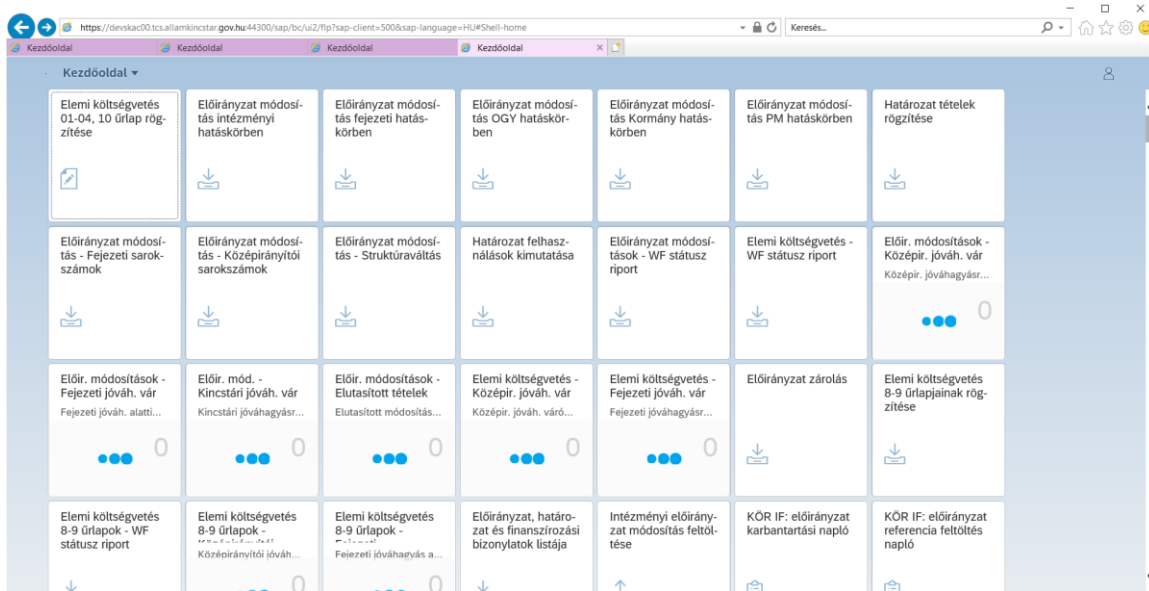 https://devskac00.tcs.allamkincstar.gov.hu:44300/sap/bc/ui2/flp?sap-client=500&sap-language=HU#Shell-home
Keresés...
Kezdőoldal
Kezdőoldal
Kezdőoldal
Kezdőoldal
Kezdőoldal
Elemi költségvetés
01-04, 10 űrlap rög-
zítése
Előirányzat módosí-
tás intézményi
hatáskörben
Előirányzat módosí-
tás fejezeti hatás-
körben
Előirányzat módosí-
tás OGY hatáskör-
ben
Előirányzat módosí-
tás Kormány hatás-
körben
Előirányzat módosí-
tás PM hatáskörben
Határozat tételek
rögzítése
Előirányzat módosí-
tás - Fejezeti sarok-
számok
Előirányzat módosí-
tás - Középirányítói
sarokszámok
Előirányzat módosí-
tás - Struktúraváltás
Határozat felhasz-
nálások kimutatása
Előirányzat módosí-
tások - WF státusz
riport
Elemi költségvetés -
WF státusz riport
Előir. módosítások -
Középir. jóváh. vár
Középir. jóváhagyásr...
0
Előir. módosítások -
Fejezeti jóváh. vár
Fejezeti jóváh. alatti...
0
Előir. mód. -
Kincstári jóváh. vár
Kincstári jóváhagyásr...
0
Előir. módosítások -
Elutasított tételek
Elutasított módosítás...
0
Elemi költségvetés -
Középir. jóváh. vár
Középir. jóváh. váró...
0
Elemi költségvetés -
Fejezeti jóváh. vár
Fejezeti jóváhagyásr...
0
Előirányzat zárolás
Elemi költségvetés
8-9 űrlapjainak rög-
zítése
Elemi költségvetés
8-9 űrlapok - WF
státusz riport
Elemi költségvetés
8-9 űrlapok -
Középirányítói jóváh...
0
Elemi költségvetés
8-9 űrlapok -
Fejezeti jóváhagyás a...
0
Előirányzat, határo-
zat és finanszírozási
bizonylatok listája
Intézményi előirány-
zat módosítás feltöl-
tése
KÖR IF: előirányzat
karbantartási napló
KÖR IF: előirányzat
referencia feltöltés
napló